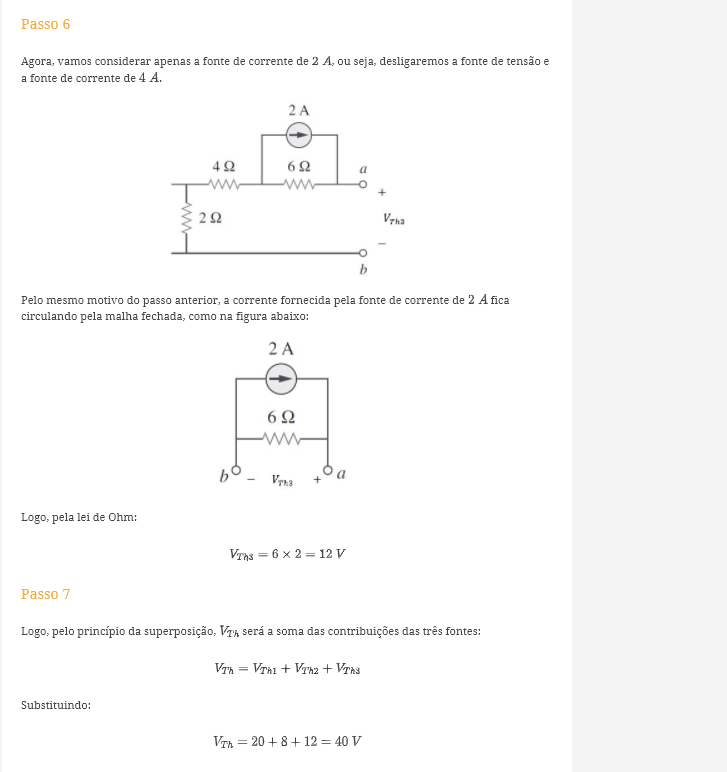 Passo 6
Agora, vamos considerar apenas a fonte de corrente de 2 A, ou seja, desligaremos a fonte de tensão e
a fonte de corrente de 4 A.
2 A
4 Ω
6 Ω
a
+
2 Ω
V_{Th2}
−
b
Pelo mesmo motivo do passo anterior, a corrente fornecida pela fonte de corrente de 2 A fica
circulando pela malha fechada, como na figura abaixo:
2 A
6 Ω
b − V_{Th3} + a
Logo, pela lei de Ohm:
V_{Th3} = 6 × 2 = 12 V
Passo 7
Logo, pelo princípio da superposição, V_{Th} será a soma das contribuições das três fontes:
V_{Th} = V_{Th1} + V_{Th2} + V_{Th3}
Substituindo:
V_{Th} = 20 + 8 + 12 = 40 V